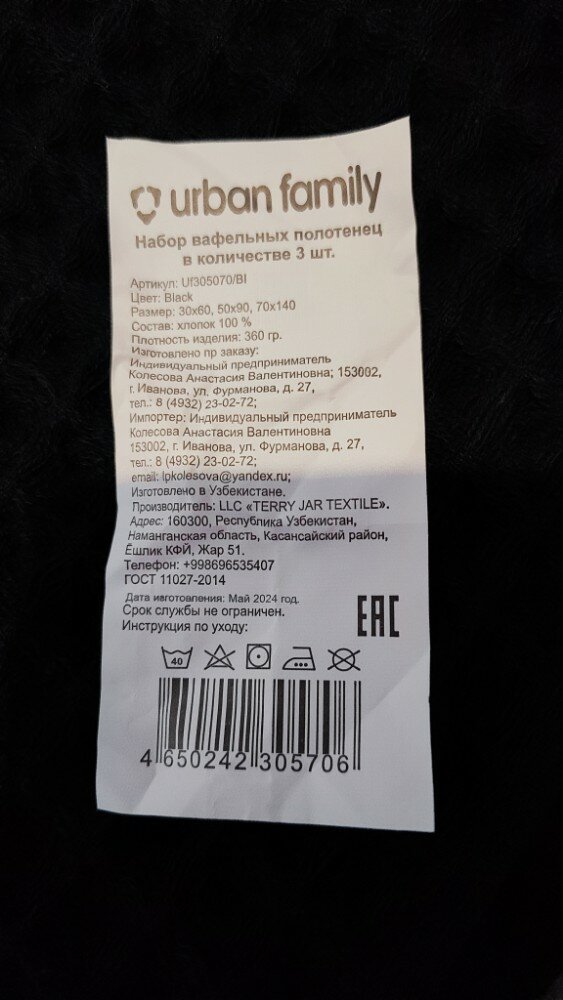 urban family
Набор вафельных полотенец
в количестве 3 шт.
Артикул: Uf305070/Bl
Цвет: Black
Размер: 30x60, 50x90, 70x140
Состав: хлопок 100 %
Плотность изделия: 360 гр.
Изготовлено пр заказу:
Индивидуальный предприниматель
Колесова Анастасия Валентиновна; 153002,
г. Иванова, ул. Фурманова, д. 27,
тел.: 8 (4932) 23-02-72;
Импортер: Индивидуальный предприниматель
Колесова Анастасия Валентиновна
153002, г. Иванова, ул. Фурманова, д. 27,
тел.: 8 (4932) 23-02-72;
email: ipkolesova@yandex.ru;
Изготовлено в Узбекистане.
Производитель: LLC «TERRY JAR TEXTILE».
Адрес: 160300, Республика Узбекистан,
Наманганская область, Касансайский район,
Ёшлик КФЙ, Жар 51.
Телефон: +998696535407
ГОСТ 11027-2014
Дата изготовления: Май 2024 год.
Срок службы не ограничен.
Инструкция по уходу:
EAC
40
4 650242 305706